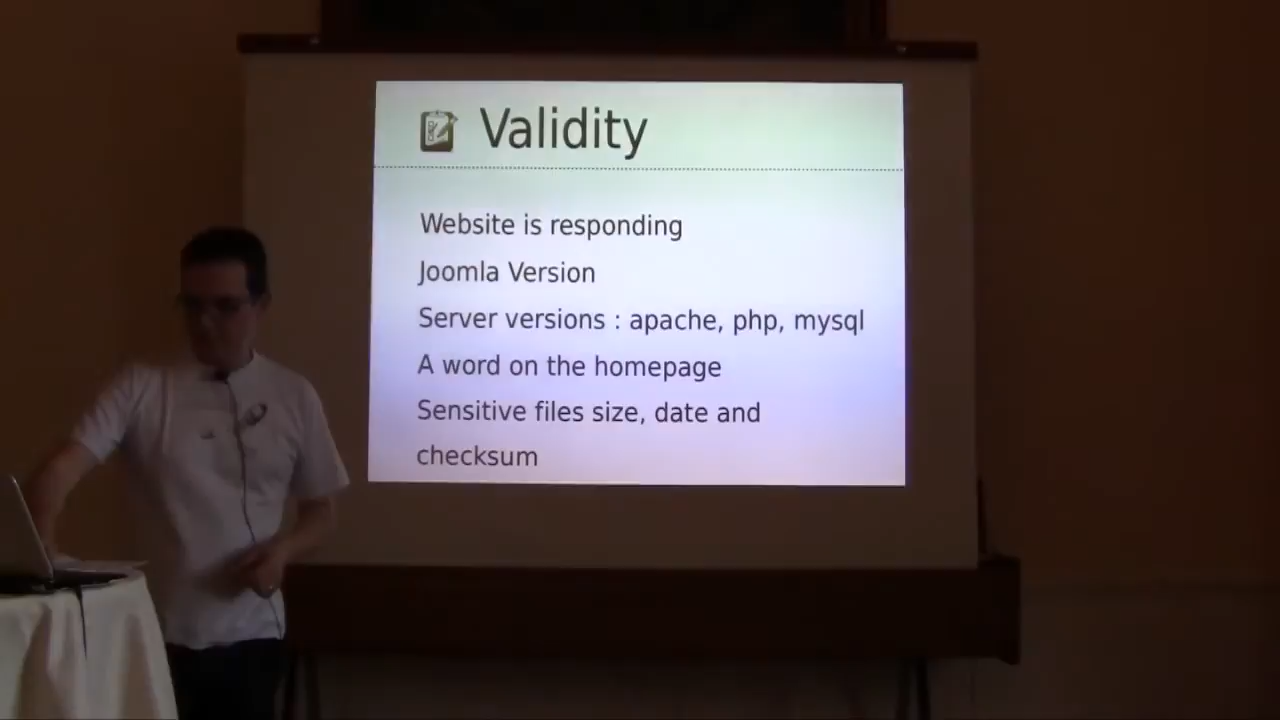 Validity
Website is responding
Joomla Version
Server versions : apache, php, mysql
A word on the homepage
Sensitive files size, date and
checksum